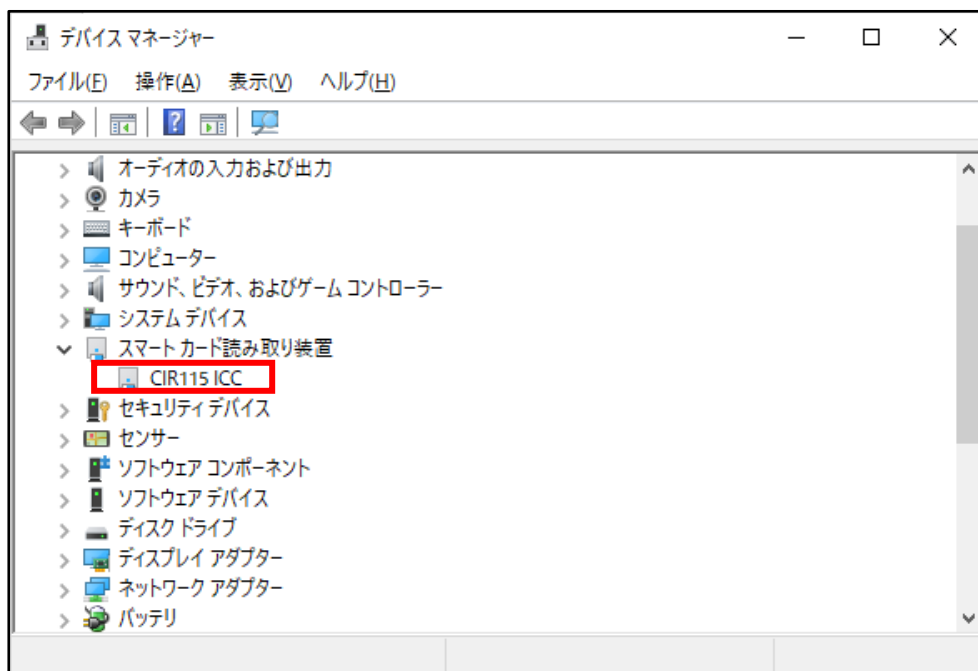 デバイス マネージャー
ファイル(F) 操作(A) 表示(V) ヘルプ(H)
オーディオの入力および出力
カメラ
キーボード
コンピューター
サウンド、ビデオ、およびゲーム コントローラー
システム デバイス
スマート カード読み取り装置
CIR115 ICC
セキュリティ デバイス
センサー
ソフトウェア コンポーネント
ソフトウェア デバイス
ディスク ドライブ
ディスプレイ アダプター
ネットワーク アダプター
バッテリ